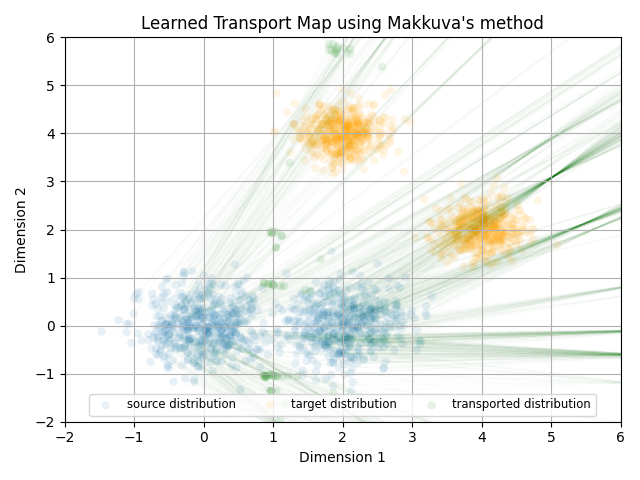 Learned Transport Map using Makkuva's method
6
5
4
3
2
1
0
−1
−2
Dimension 2
source distribution target distribution transported distribution
−2 −1 0 1 2 3 4 5 6
Dimension 1